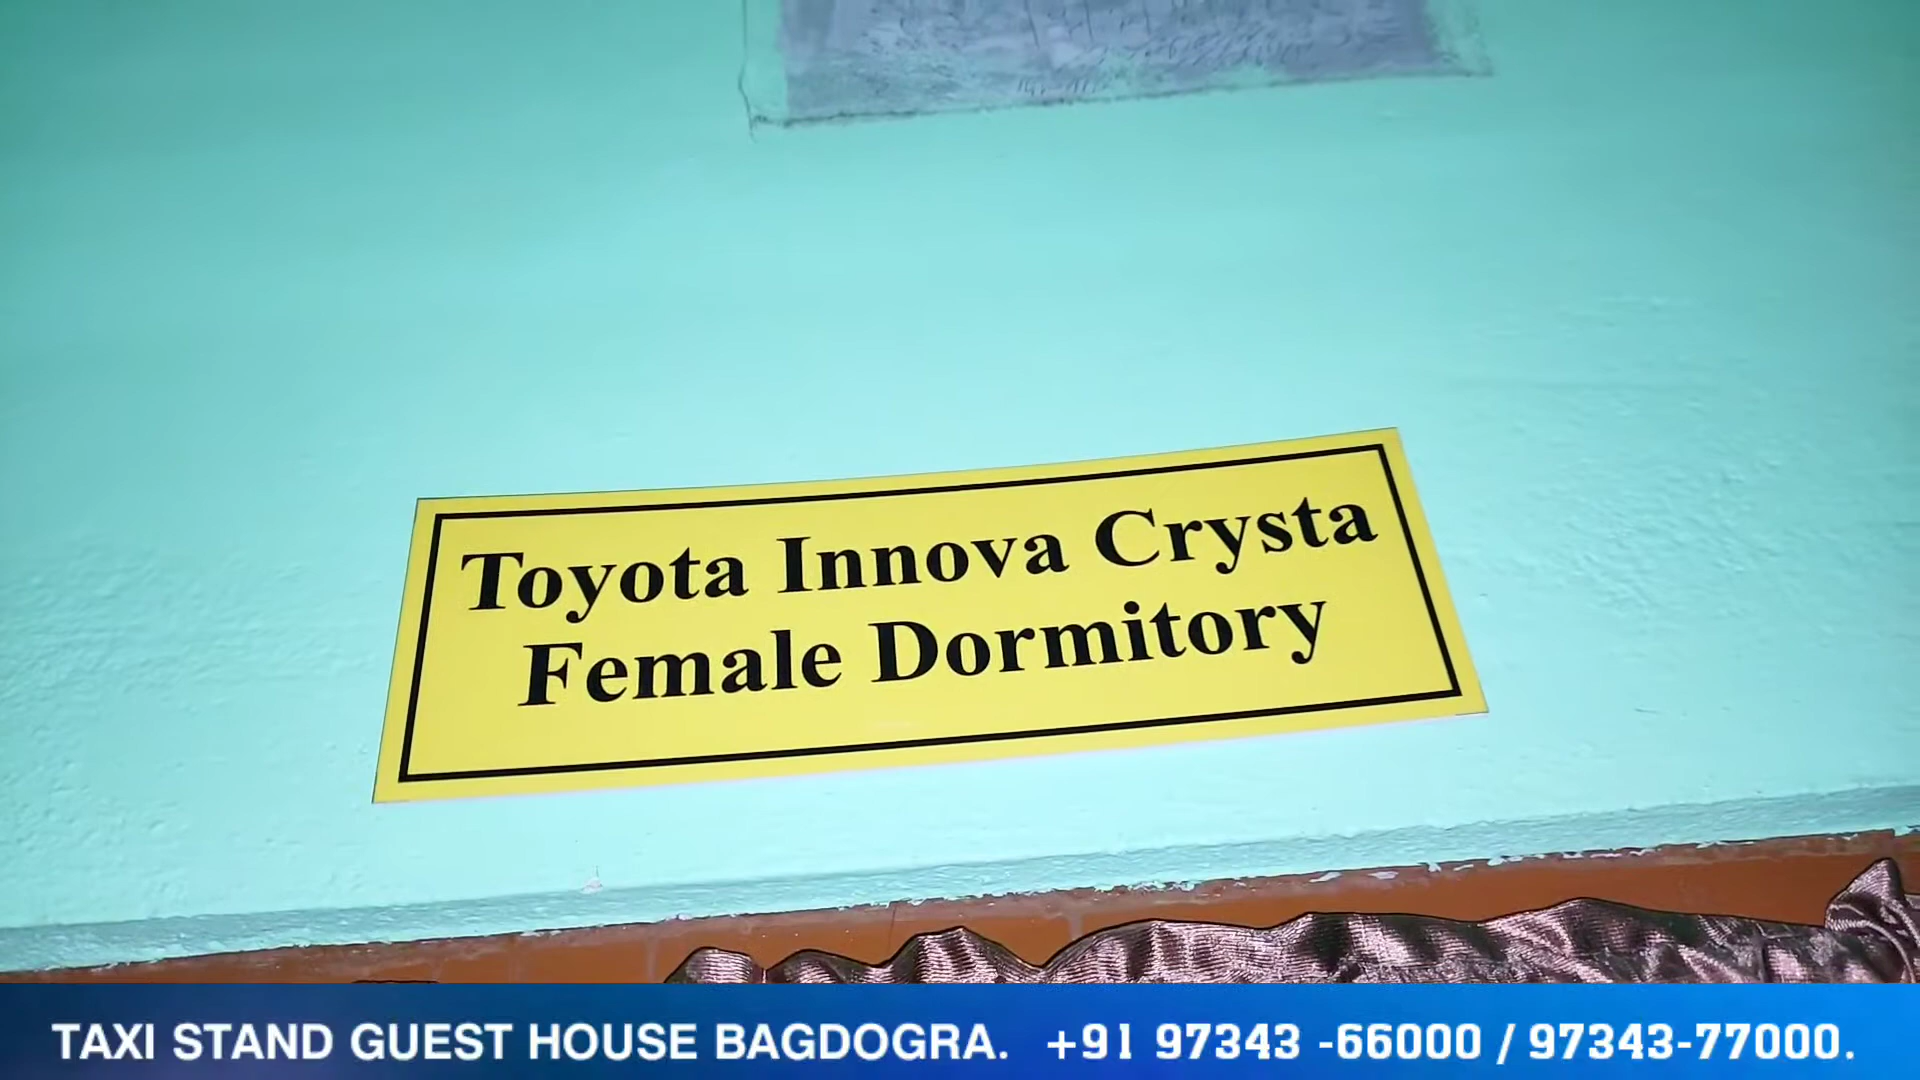 Toyota Innova Crysta
Female Dormitory
TAXI STAND GUEST HOUSE BAGDOGRA. +91 97343 -66000 / 97343-77000.